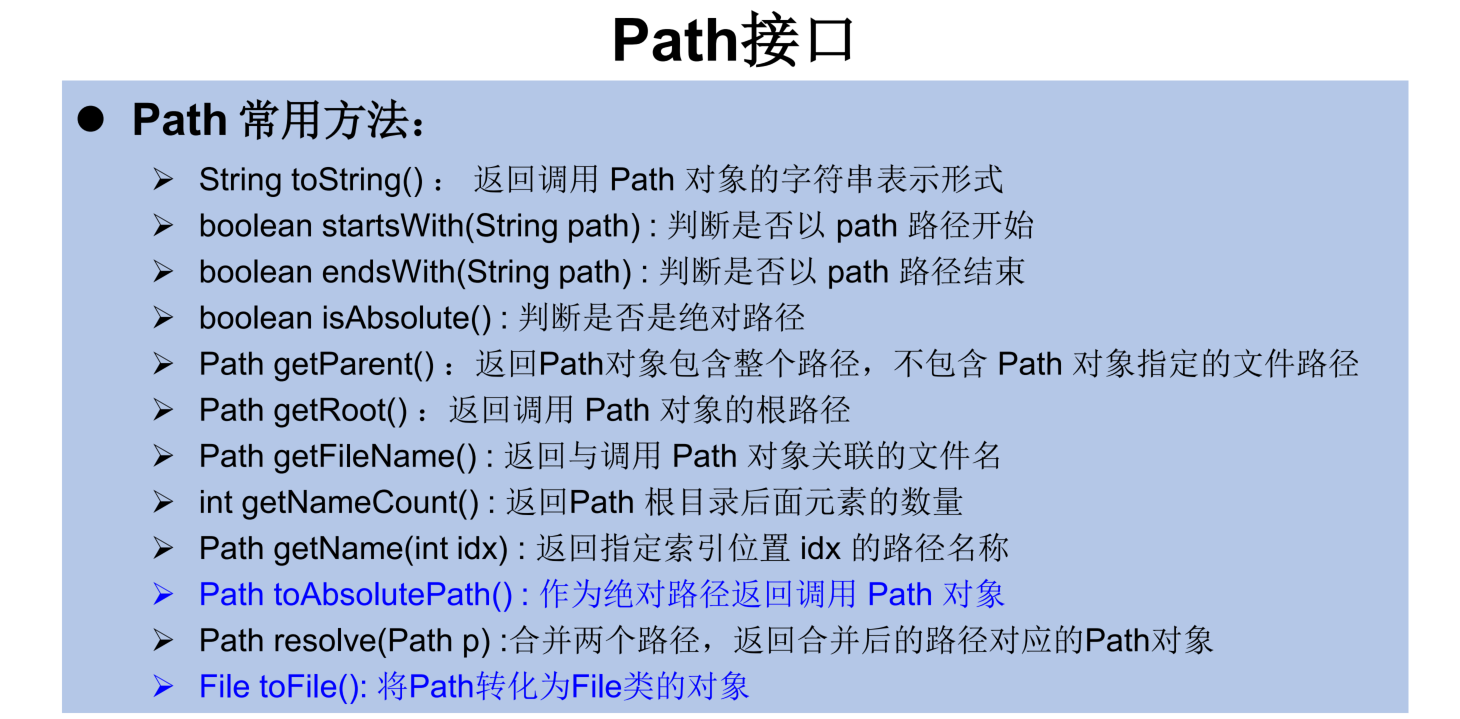 Path接口
● Path 常用方法：
➢ String toString() ： 返回调用 Path 对象的字符串表示形式
➢ boolean startsWith(String path) : 判断是否以 path 路径开始
➢ boolean endsWith(String path) : 判断是否以 path 路径结束
➢ boolean isAbsolute() : 判断是否是绝对路径
➢ Path getParent() ：返回Path对象包含整个路径，不包含 Path 对象指定的文件路径
➢ Path getRoot() ：返回调用 Path 对象的根路径
➢ Path getFileName() : 返回与调用 Path 对象关联的文件名
➢ int getNameCount() : 返回Path 根目录后面元素的数量
➢ Path getName(int idx) : 返回指定索引位置 idx 的路径名称
➢ Path toAbsolutePath() : 作为绝对路径返回调用 Path 对象
➢ Path resolve(Path p) :合并两个路径，返回合并后的路径对应的Path对象
➢ File toFile(): 将Path转化为File类的对象